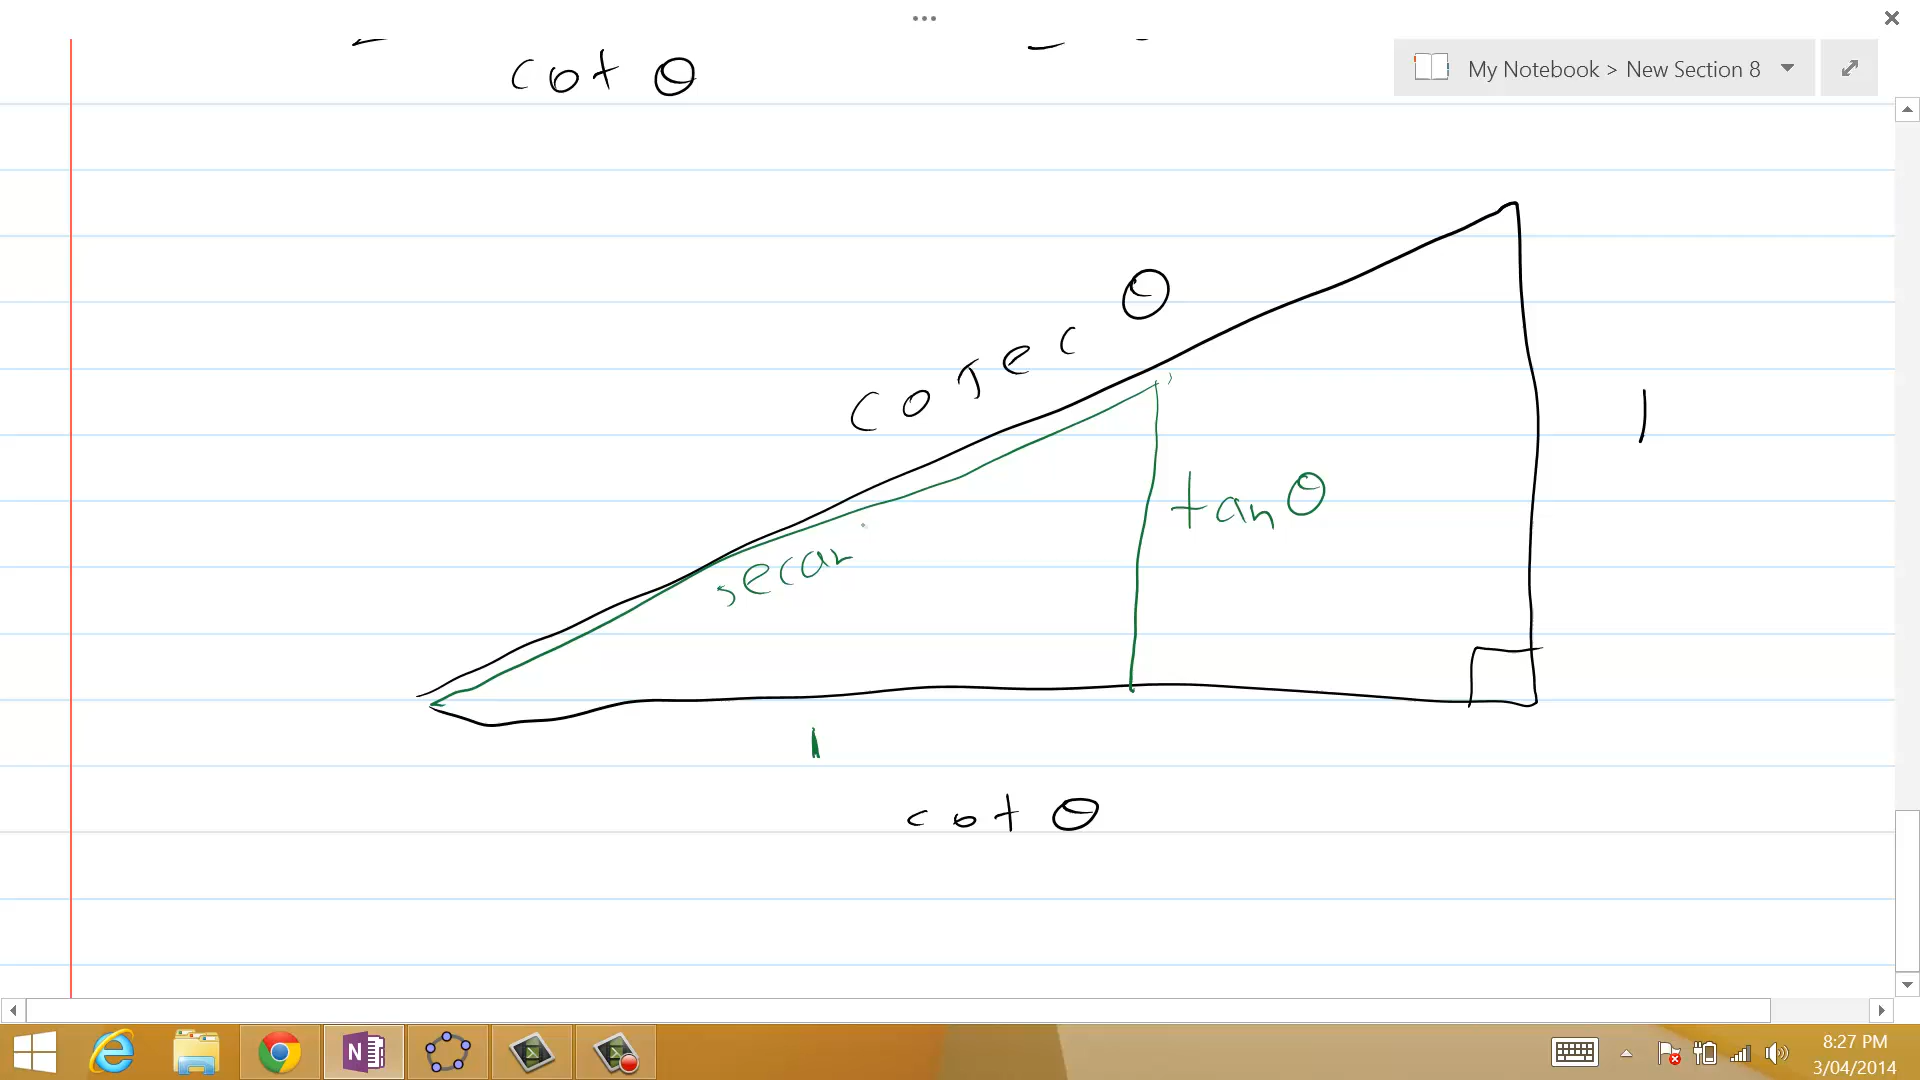 cot θ
My Notebook > New Section 8
cosec θ
1
tan θ
secan
1
cot θ
8:27 PM
3/04/2014